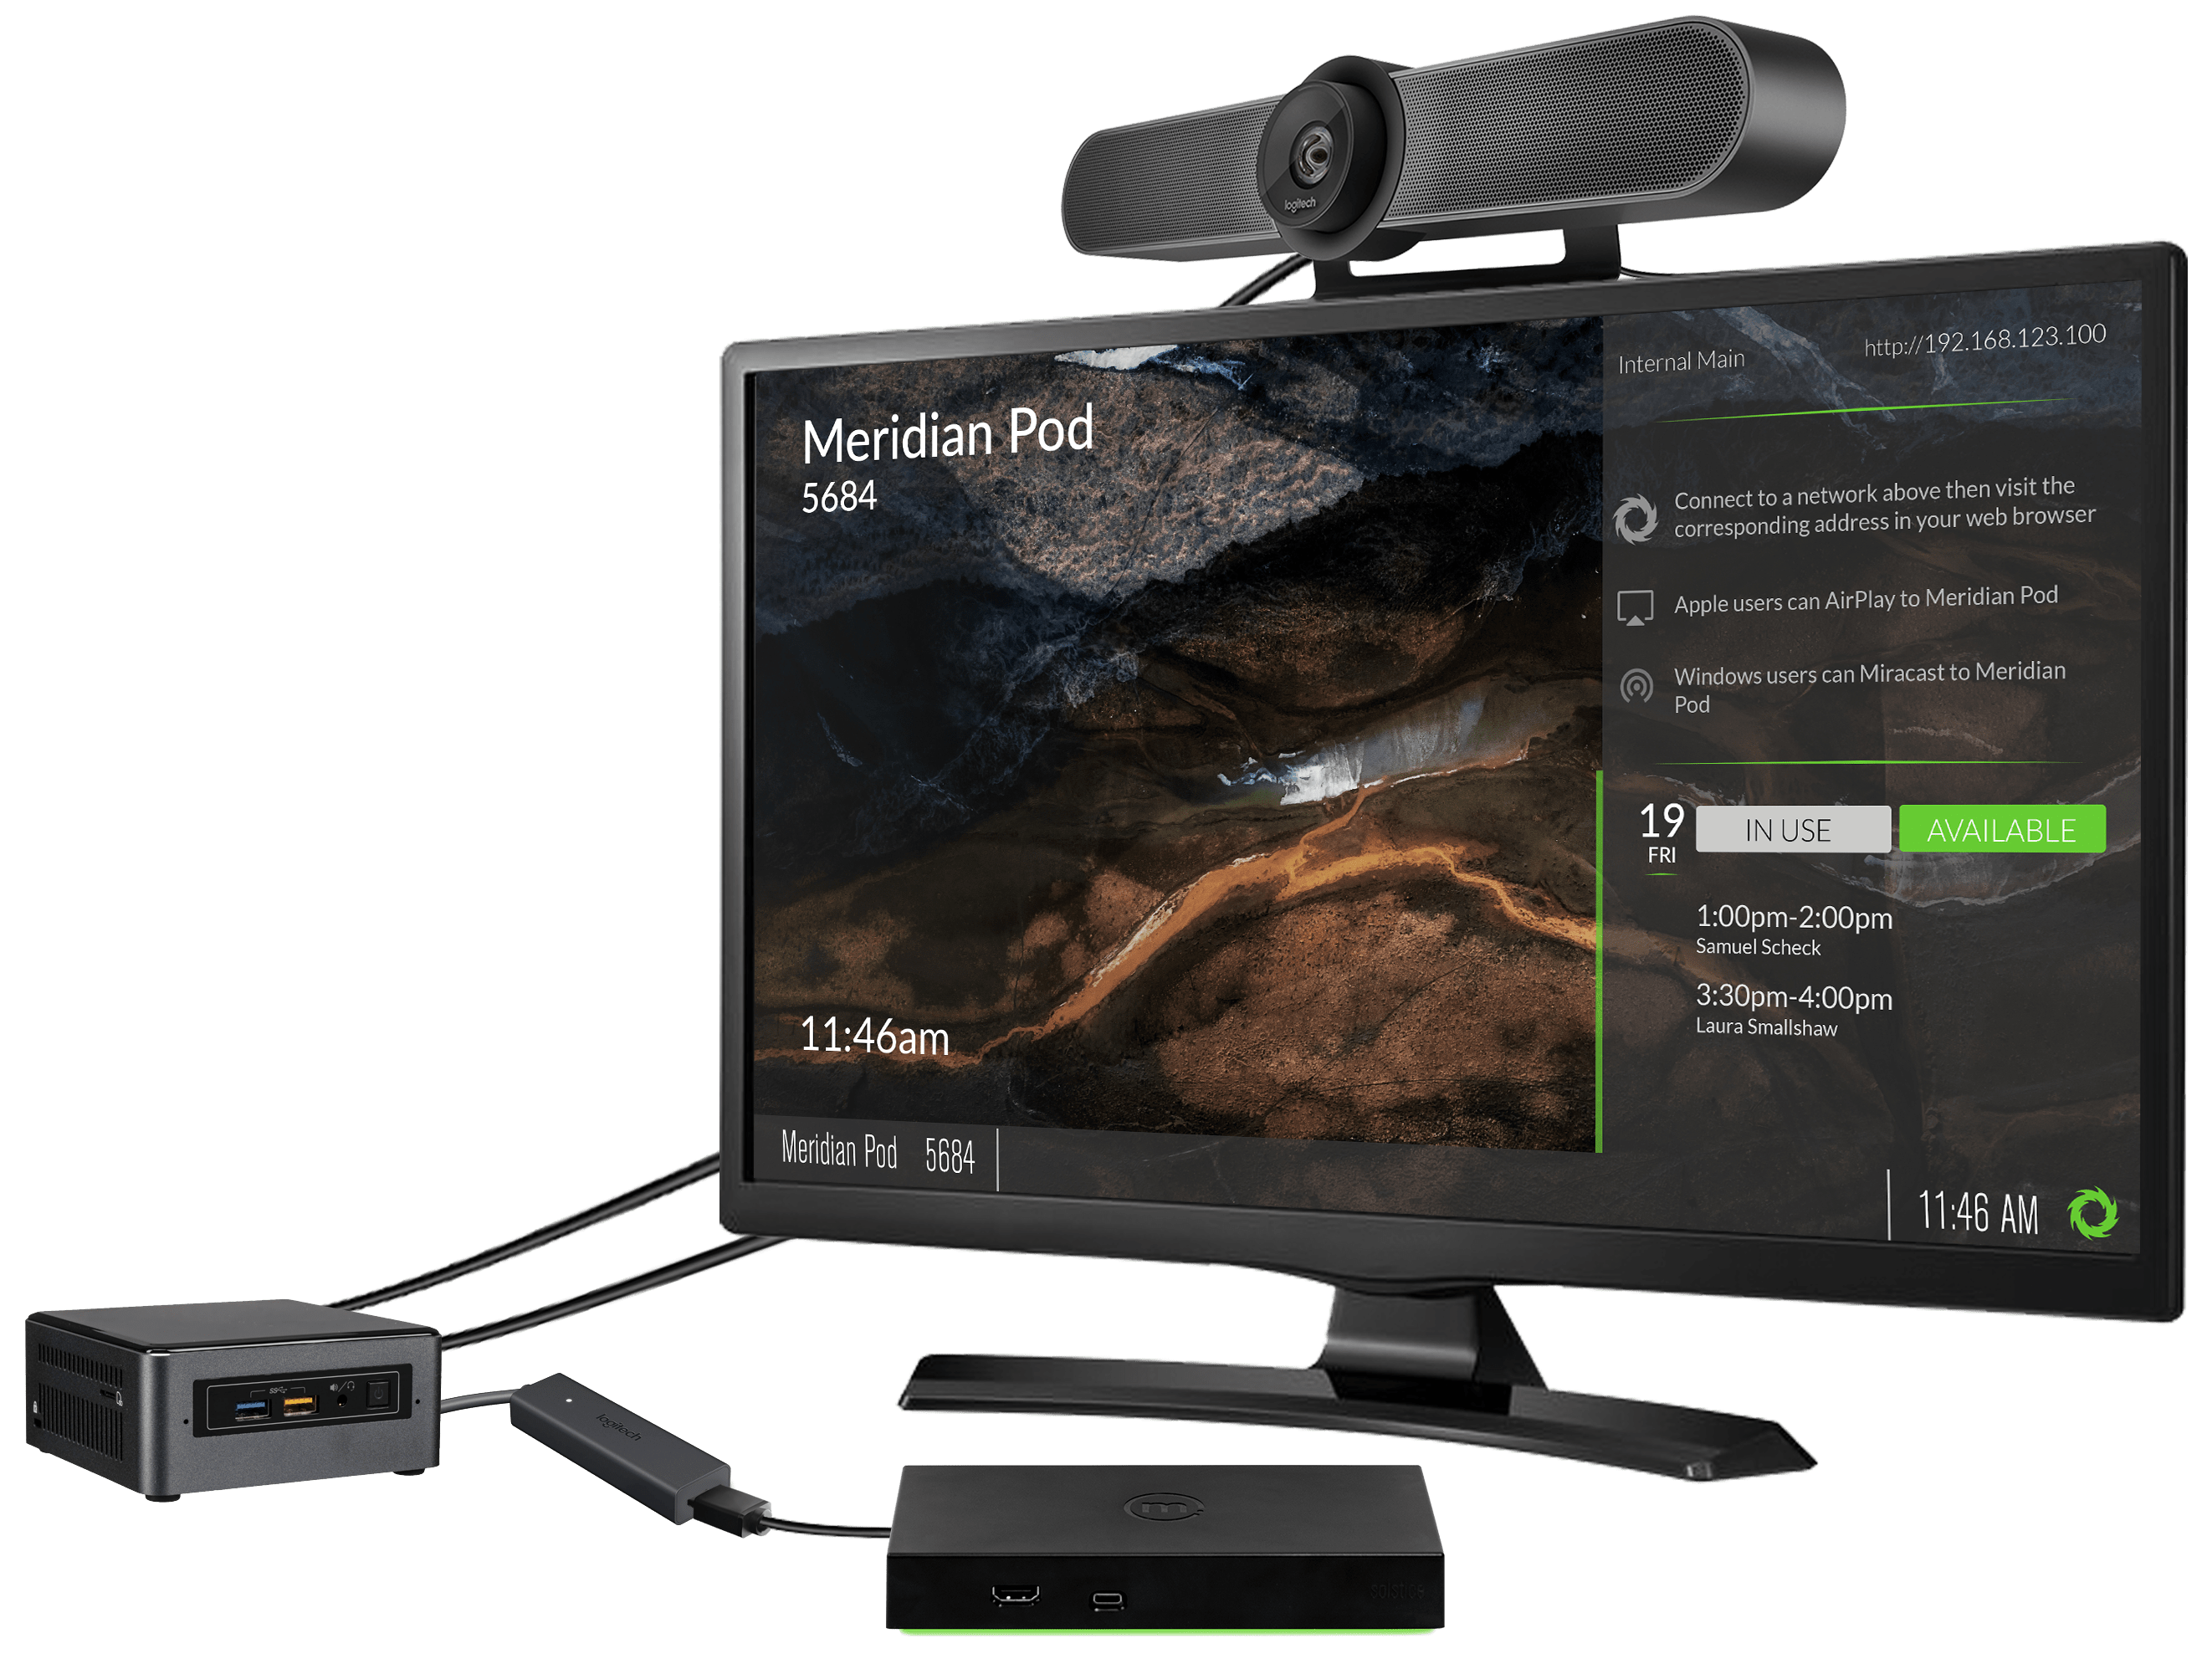 logitech
Meridian Pod
5684
11:46am
Meridian Pod 5684
Internal Main http://192.168.123.100
Connect to a network above then visit the
corresponding address in your web browser
Apple users can AirPlay to Meridian Pod
Windows users can Miracast to Meridian
Pod
19
FRI
IN USE AVAILABLE
1:00pm-2:00pm
Samuel Scheck
3:30pm-4:00pm
Laura Smallshaw
11:46 AM
logitech
m
solstice